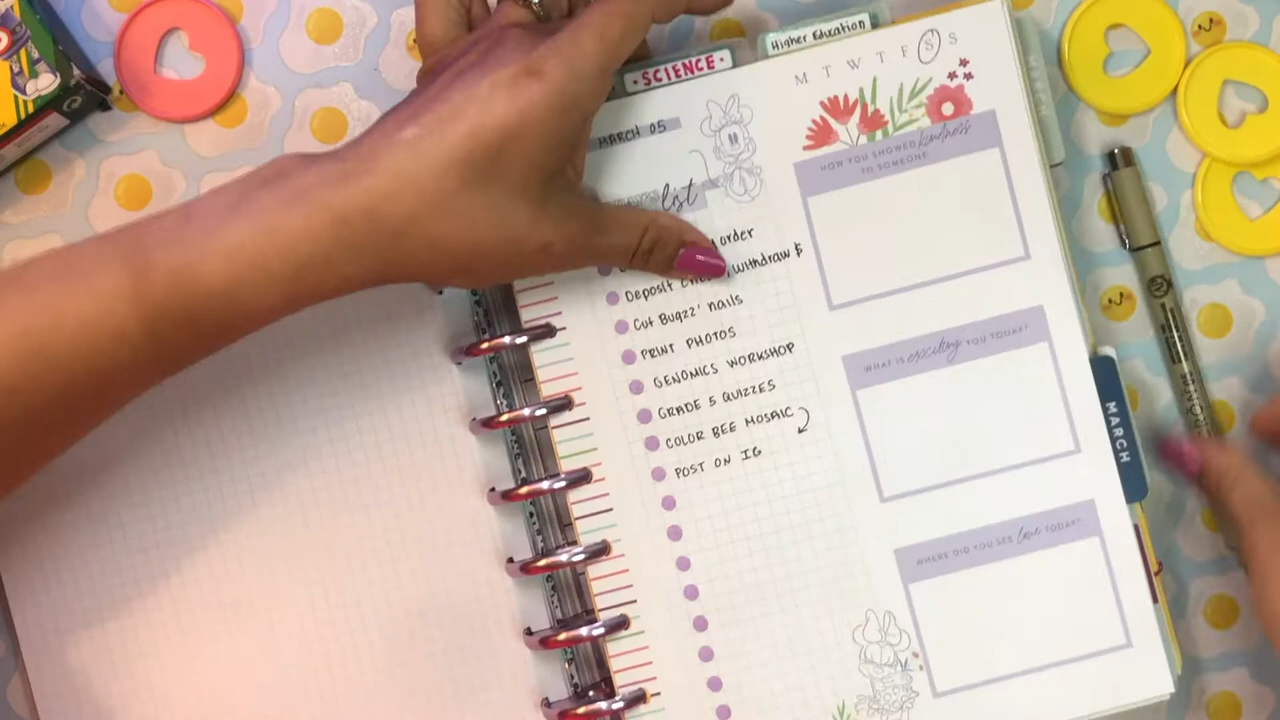 Higher Education
SCIENCE
M T W T F S S
MARCH 05
list
order
Deposit withdraw $
Cut Bugzz' nails
PRINT PHOTOS
GENOMICS WORKSHOP
GRADE 5 QUIZZES
COLOR BEE MOSAIC
POST ON IG
HOW YOU SHOWED kindness
TO SOMEONE
WHAT IS exciting YOU TODAY?
WHERE DID YOU SEE love TODAY?
MARCH